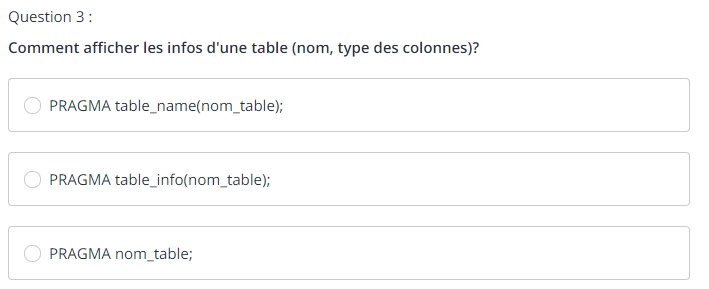 Question 3 :
Comment afficher les infos d'une table (nom, type des colonnes)?
PRAGMA table_name(nom_table);
PRAGMA table_info(nom_table);
PRAGMA nom_table;